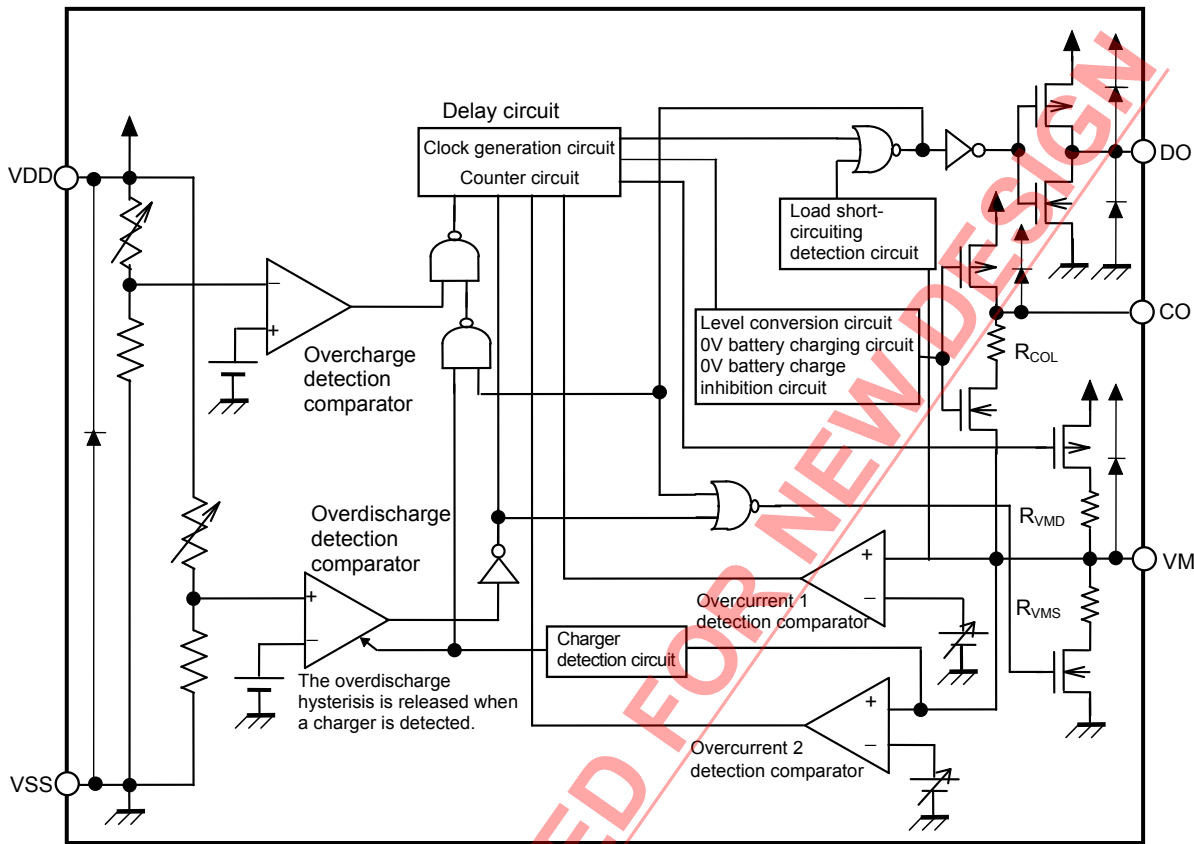 Delay circuit
Clock generation circuit
Counter circuit
VDD
DO
Load short-
circuiting
detection circuit
CO
Level conversion circuit
0V battery charging circuit
0V battery charge
inhibition circuit
RCOL
−
+
Overcharge
detection
comparator
Overdischarge
detection
comparator
RVMD
+
−
VM
Overcurrent 1
detection comparator
RVMS
+
−
Charger
detection circuit
The overdischarge
hysterisis is released when
a charger is detected.
+
−
Overcurrent 2
detection comparator
VSS
ED FOR NEW DESIGN